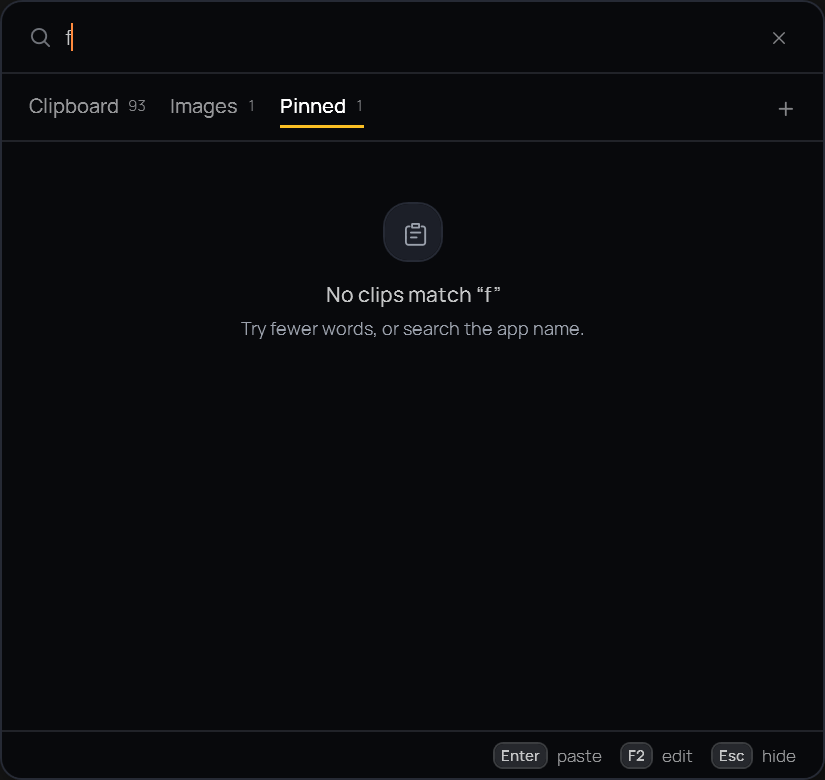 f
Clipboard 93 Images 1 Pinned 1
No clips match “f”
Try fewer words, or search the app name.
Enter paste F2 edit Esc hide